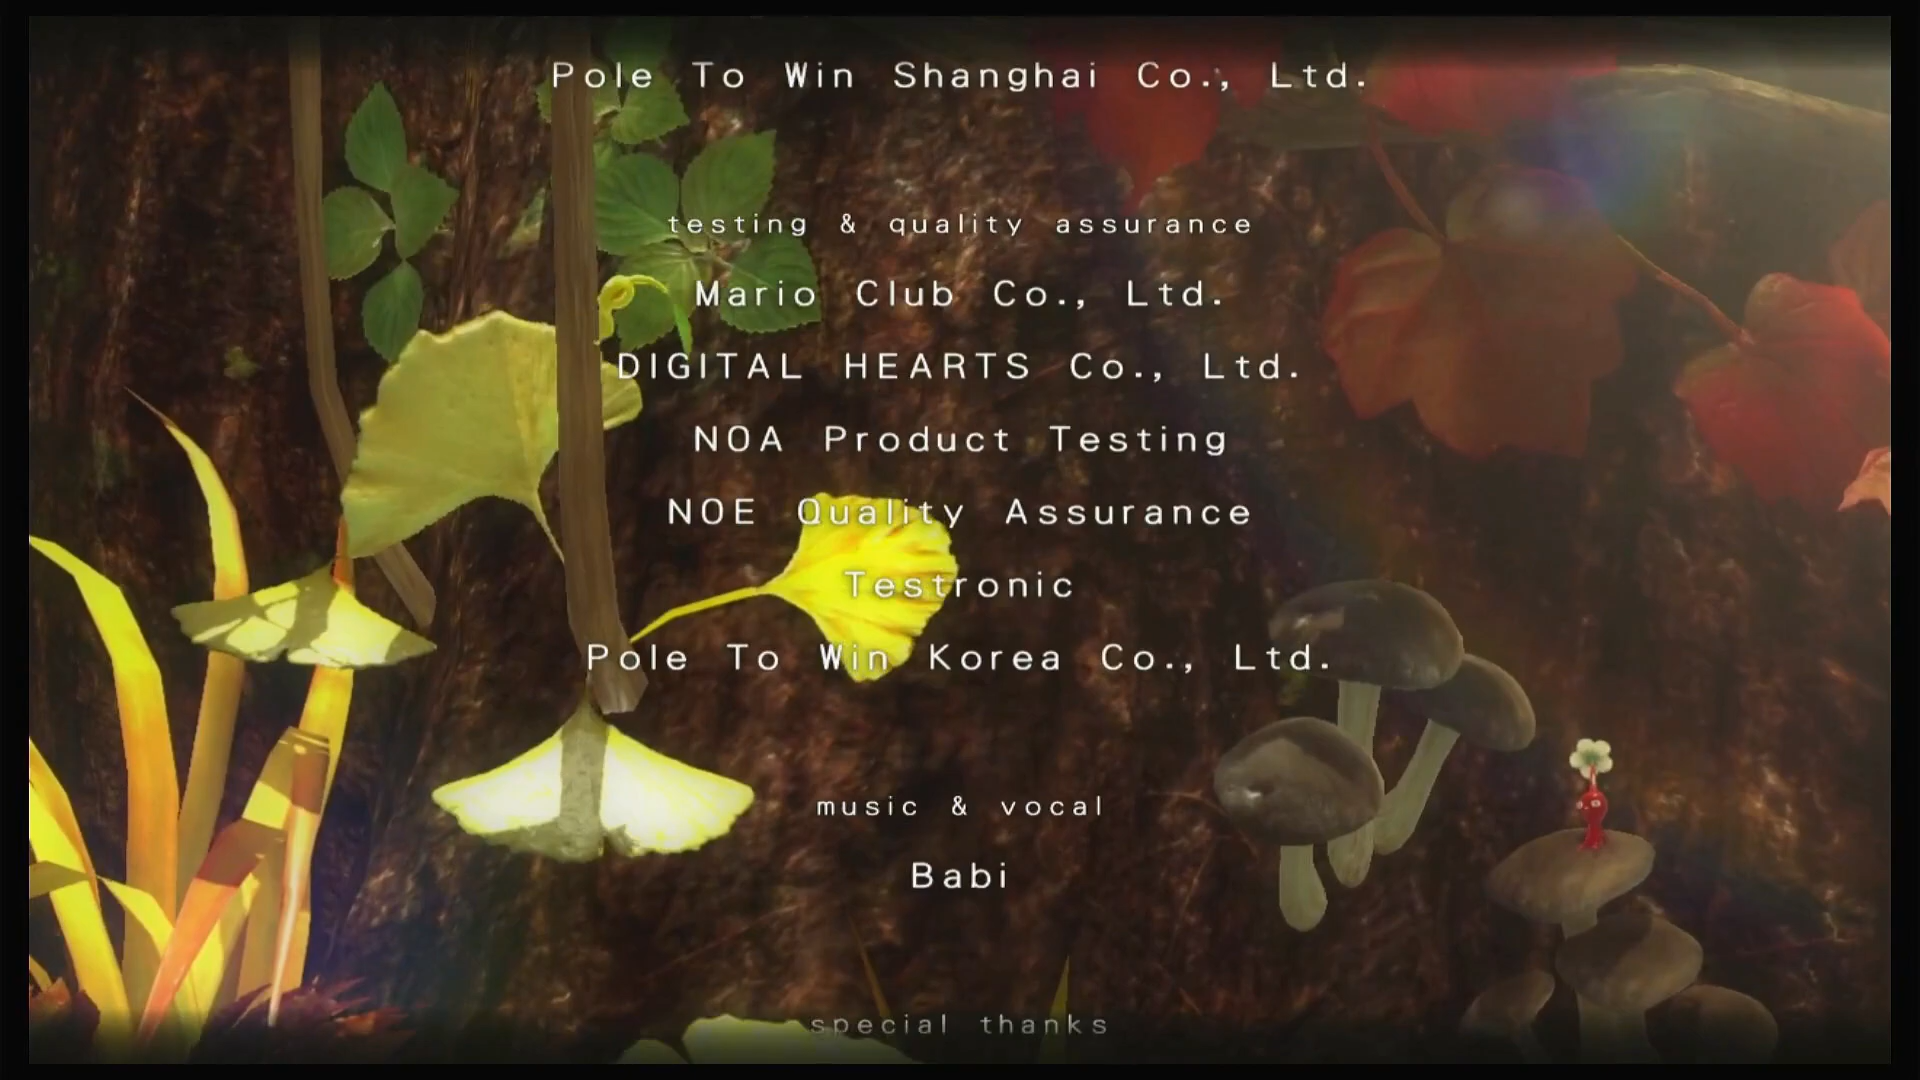 Pole To Win Shanghai Co., Ltd.
testing & quality assurance
Mario Club Co., Ltd.
DIGITAL HEARTS Co., Ltd.
NOA Product Testing
NOE Quality Assurance
Testronic
Pole To Win Korea Co., Ltd.
music & vocal
Babi
special thanks